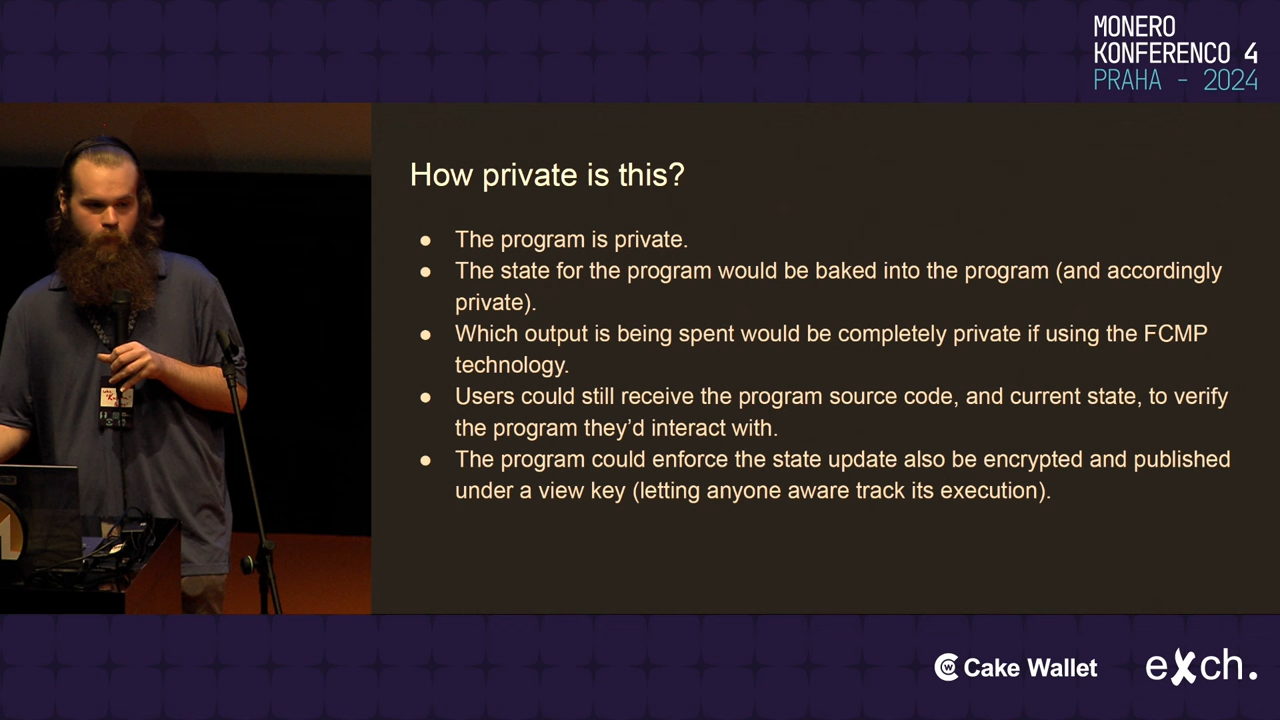 MONERO
KONFERENCO 4
PRAHA - 2024
How private is this?
● The program is private.
● The state for the program would be baked into the program (and accordingly
private).
● Which output is being spent would be completely private if using the FCMP
technology.
● Users could still receive the program source code, and current state, to verify
the program they'd interact with.
● The program could enforce the state update also be encrypted and published
under a view key (letting anyone aware track its execution).
Cake Wallet
exch.